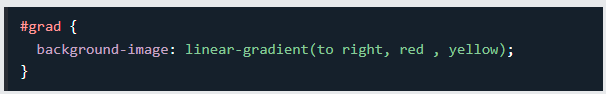 #grad {
  background-image: linear-gradient(to right, red , yellow);
}